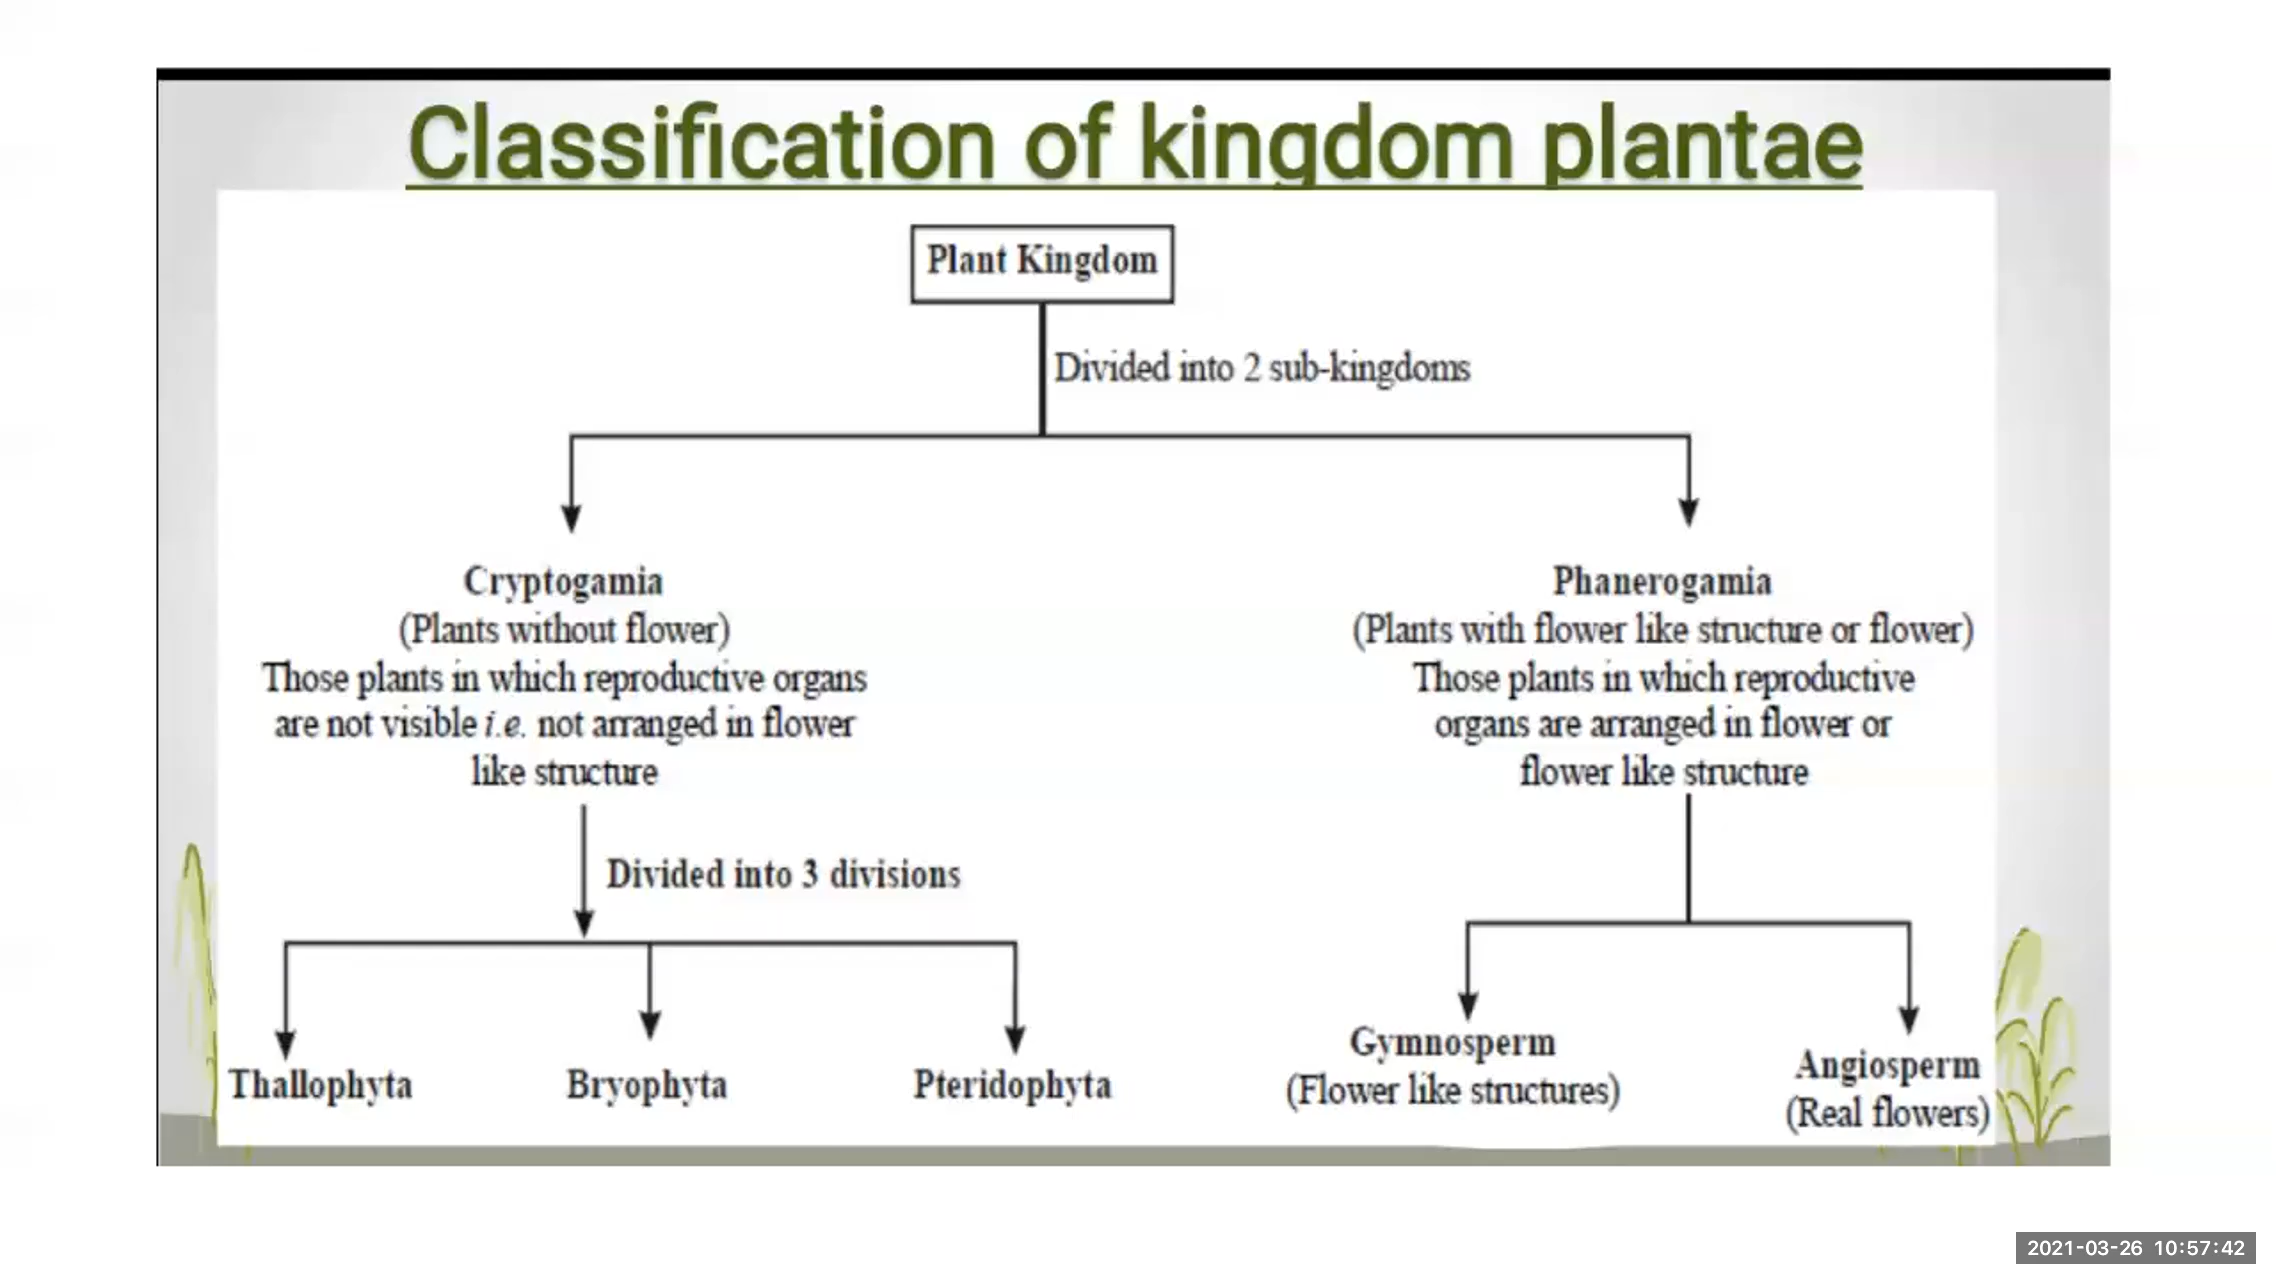 Classification of kingdom plantae
Plant Kingdom
Divided into 2 sub-kingdoms
Cryptogamia
(Plants without flower)
Those plants in which reproductive organs
are not visible i.e. not arranged in flower
like structure
Phanerogamia
(Plants with flower like structure or flower)
Those plants in which reproductive
organs are arranged in flower or
flower like structure
Divided into 3 divisions
Thallophyta
Bryophyta
Pteridophyta
Gymnosperm
(Flower like structures)
Angiosperm
(Real flowers)
2021-03-26 10:57:42